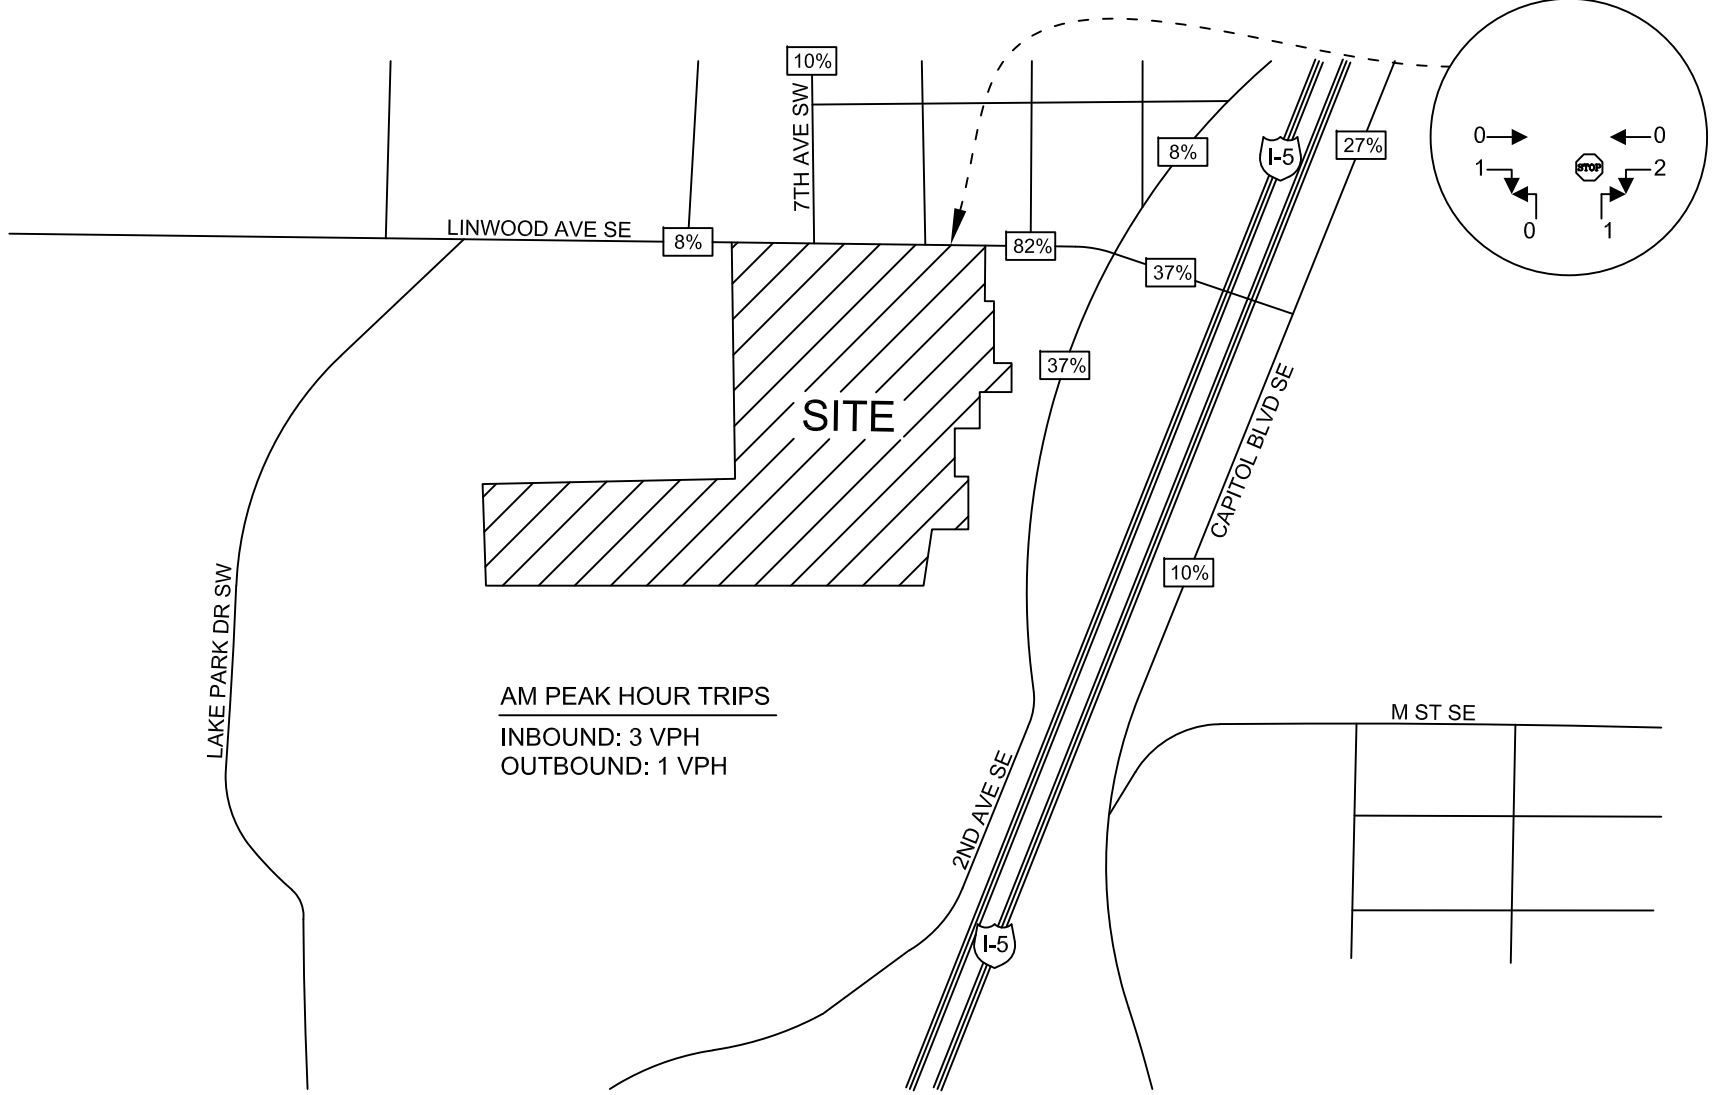 10%
7TH AVE SW
8%
I-5
27%
0
0
1
STOP
2
0
1
LINWOOD AVE SE
8%
82%
37%
37%
SITE
CAPITOL BLVD SE
10%
LAKE PARK DR SW
AM PEAK HOUR TRIPS
INBOUND: 3 VPH
OUTBOUND: 1 VPH
M ST SE
2ND AVE SE
I-5